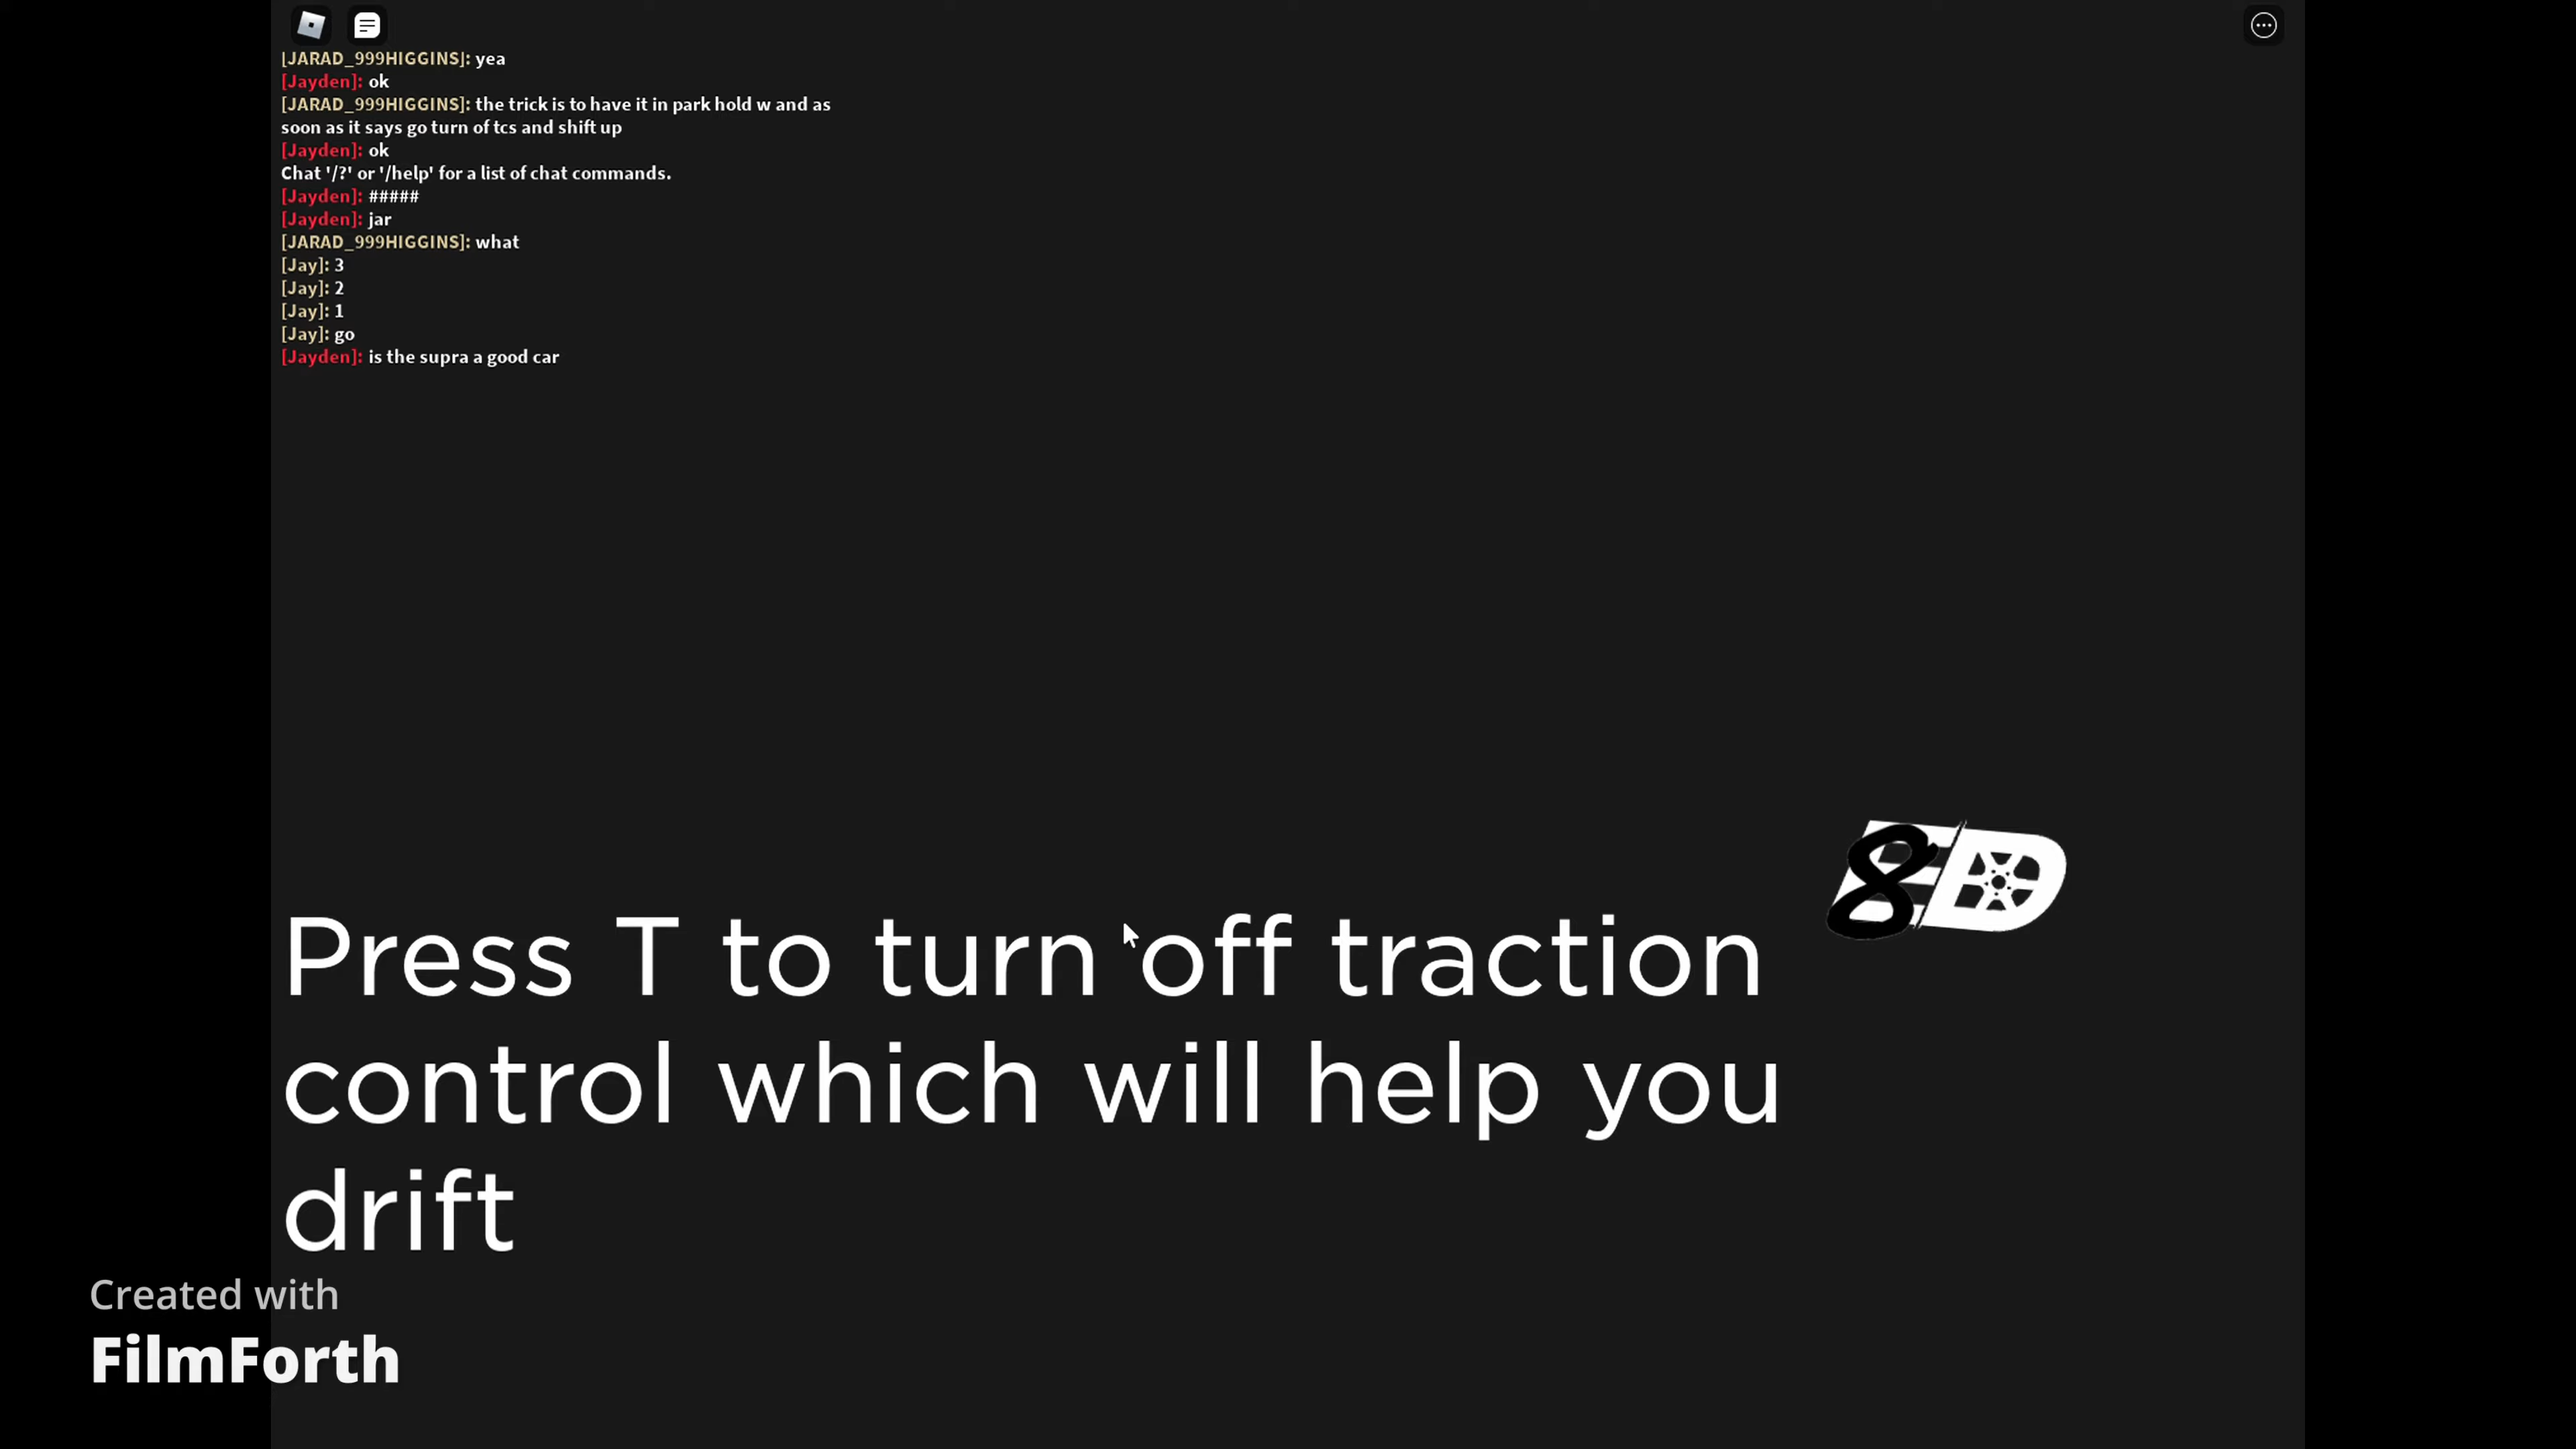 [JARAD_999HIGGINS]: yea
[Jayden]: ok
[JARAD_999HIGGINS]: the trick is to have it in park hold w and as
soon as it says go turn of tcs and shift up
[Jayden]: ok
Chat '/?' or '/help' for a list of chat commands.
[Jayden]: #####
[Jayden]: jar
[JARAD_999HIGGINS]: what
[Jay]: 3
[Jay]: 2
[Jay]: 1
[Jay]: go
[Jayden]: is the supra a good car
8ED
Press T to turn off traction
control which will help you
drift
Created with
FilmForth